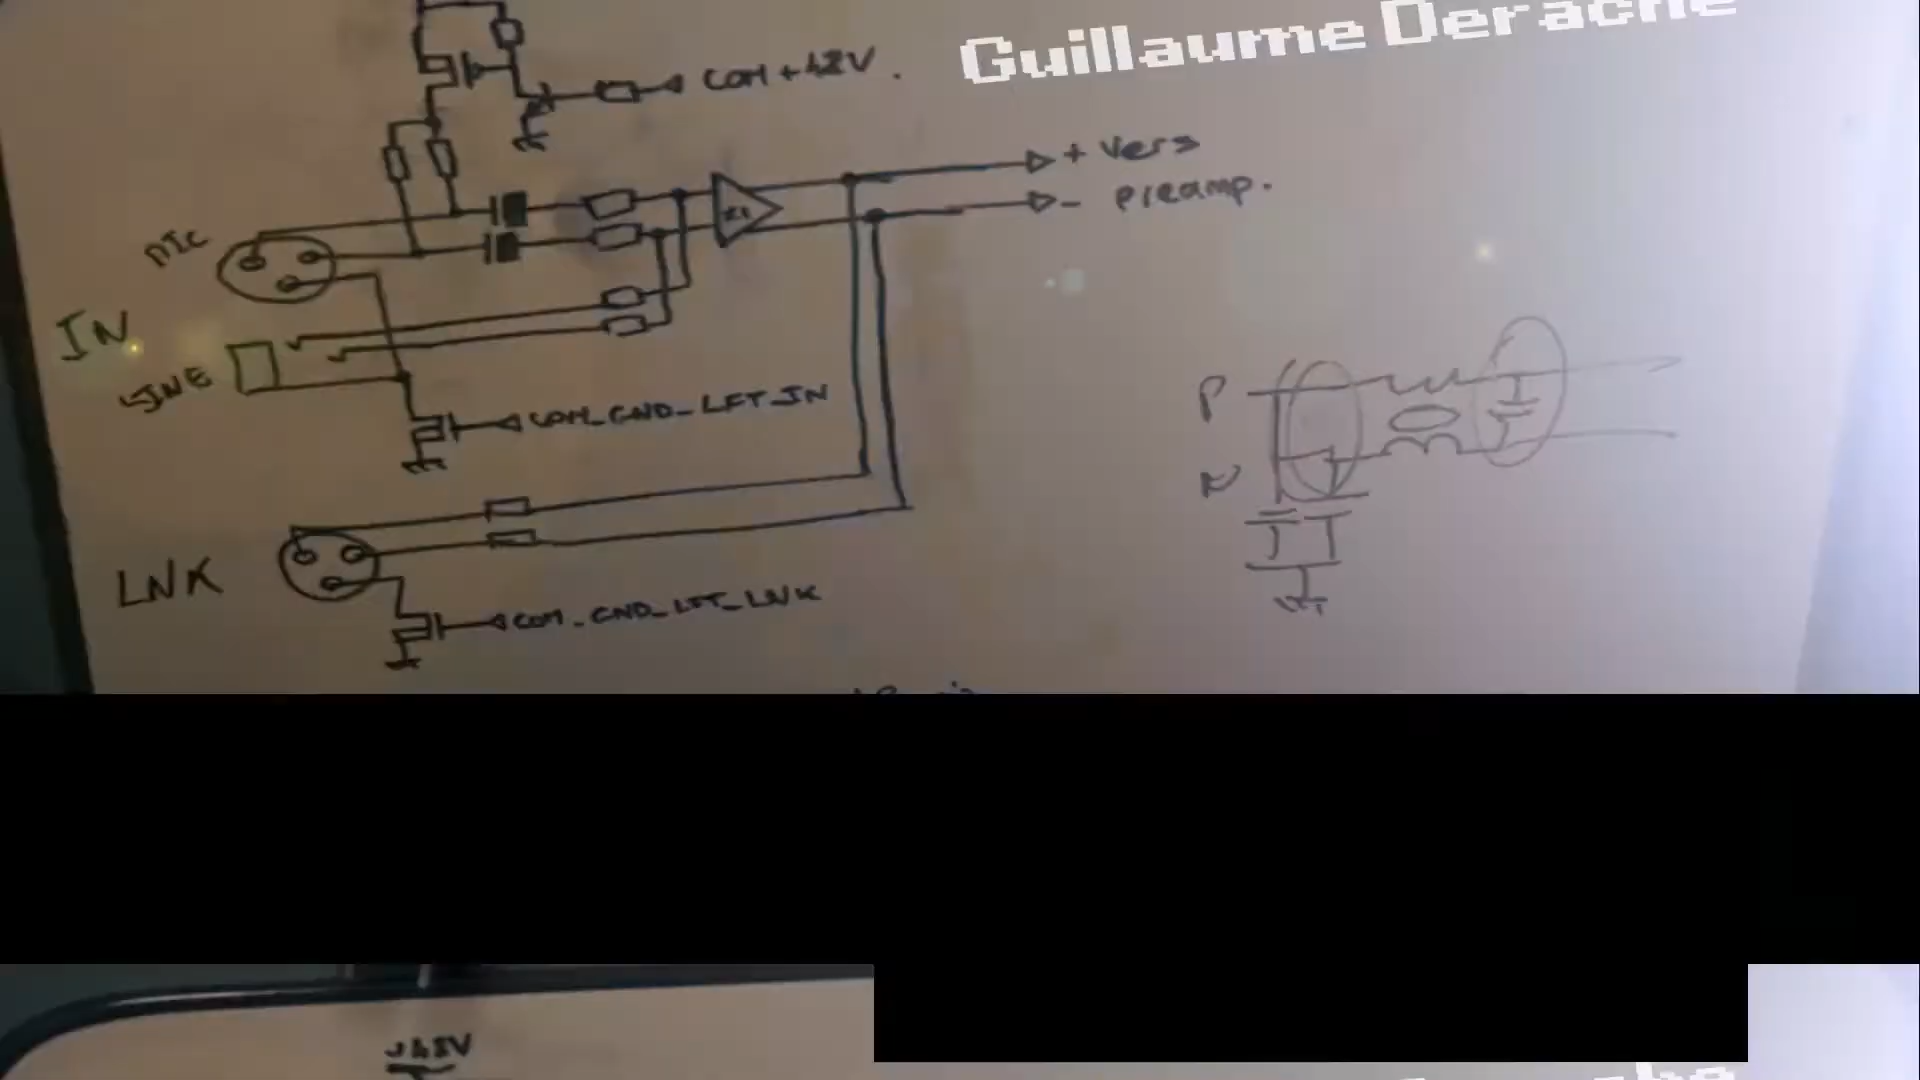 Guillaume Derache
COM +48V.
+ Vers
- Preamp.
MIC
IN
LINE
COM_GND_LFT_IN
LNK
COM_GND_LFT_LNK
P
N
+48V